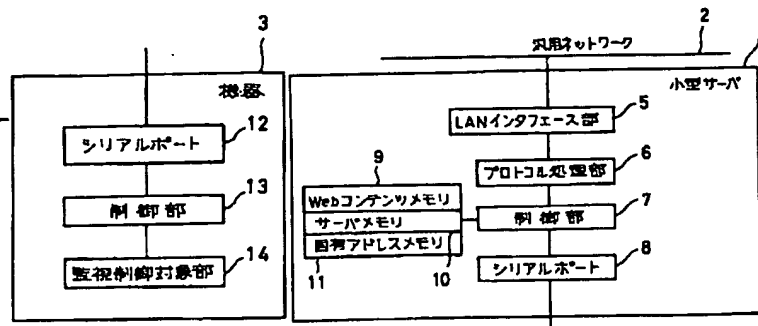 3
機器
シリアルポート
12
制御部
13
監視制御対象部
14
汎用ネットワーク
2
小型サーバ
LANインタフェース部
5
プロトコル処理部
6
9
Webコンテンツメモリ
サーバメモリ
固有アドレスメモリ
11
10
制御部
7
シリアルポート
8